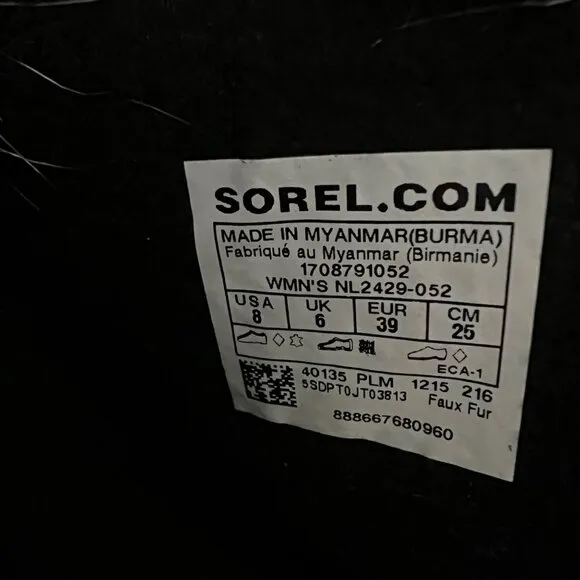 SOREL.COM
MADE IN MYANMAR(BURMA)
Fabriqué au Myanmar (Birmanie)
1708791052
WMN'S NL2429-052
USA UK EUR CM
8 6 39 25
ECA-1
40135 PLM 1215 216
5SDPT0JT03813 Faux Fur
888667680960